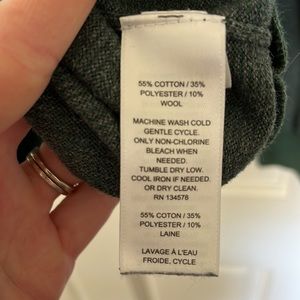 55% COTTON / 35%
POLYESTER / 10%
WOOL
MACHINE WASH COLD
GENTLE CYCLE.
ONLY NON-CHLORINE
BLEACH WHEN
NEEDED.
TUMBLE DRY LOW.
COOL IRON IF NEEDED
OR DRY CLEAN.
RN 134578
55% COTTON / 35%
POLYESTER / 10%
LAINE
LAVAGE À L'EAU
FROIDE, CYCLE